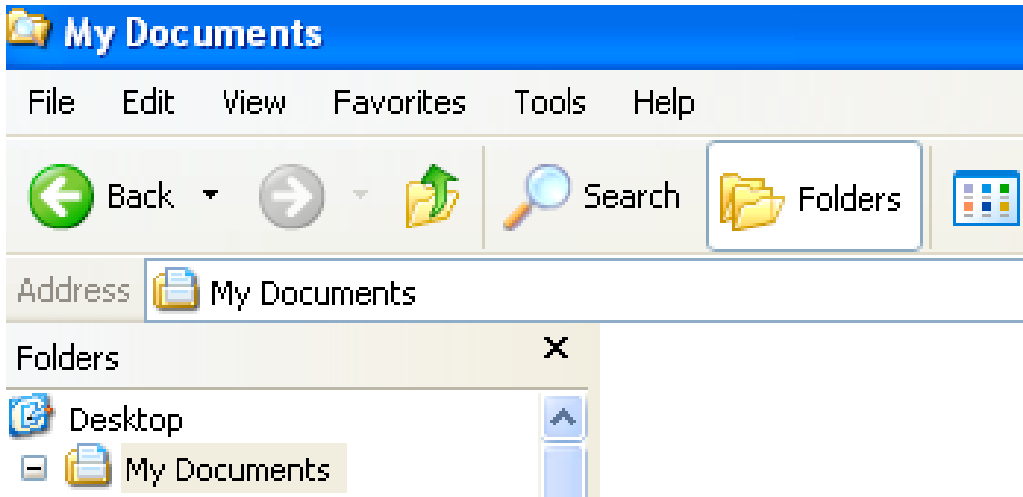 My Documents
File Edit View Favorites Tools Help
Back Search Folders
Address My Documents
Folders
Desktop
My Documents